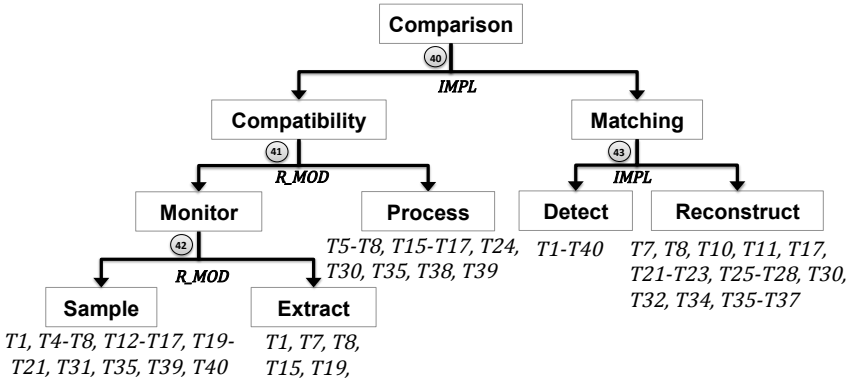 Comparison
40
IMPL
Compatibility
Matching
41
R_MOD
43
IMPL
Monitor
Process
Detect
Reconstruct
T5-T8, T15-T17, T24,
T30, T35, T38, T39
T1-T40
T7, T8, T10, T11, T17,
T21-T23, T25-T28, T30,
T32, T34, T35-T37
42
R_MOD
Sample
Extract
T1, T4-T8, T12-T17, T19-
T21, T31, T35, T39, T40
T1, T7, T8,
T15, T19,